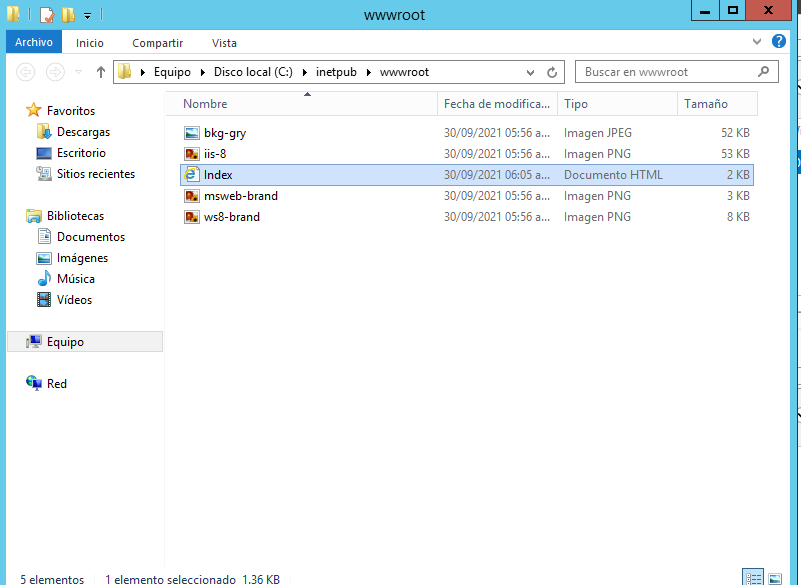 wwwroot
Archivo Inicio Compartir Vista
Equipo Disco local (C:) inetpub wwwroot Buscar en wwwroot
Nombre Fecha de modifica... Tipo Tamaño
Favoritos
Descargas
Escritorio
Sitios recientes
Bibliotecas
Documentos
Imágenes
Música
Vídeos
Equipo
Red
bkg-gry 30/09/2021 05:56 a... Imagen JPEG 52 KB
iis-8 30/09/2021 05:56 a... Imagen PNG 53 KB
Index 30/09/2021 06:05 a... Documento HTML 2 KB
msweb-brand 30/09/2021 05:56 a... Imagen PNG 3 KB
ws8-brand 30/09/2021 05:56 a... Imagen PNG 8 KB
5 elementos 1 elemento seleccionado 1.36 KB